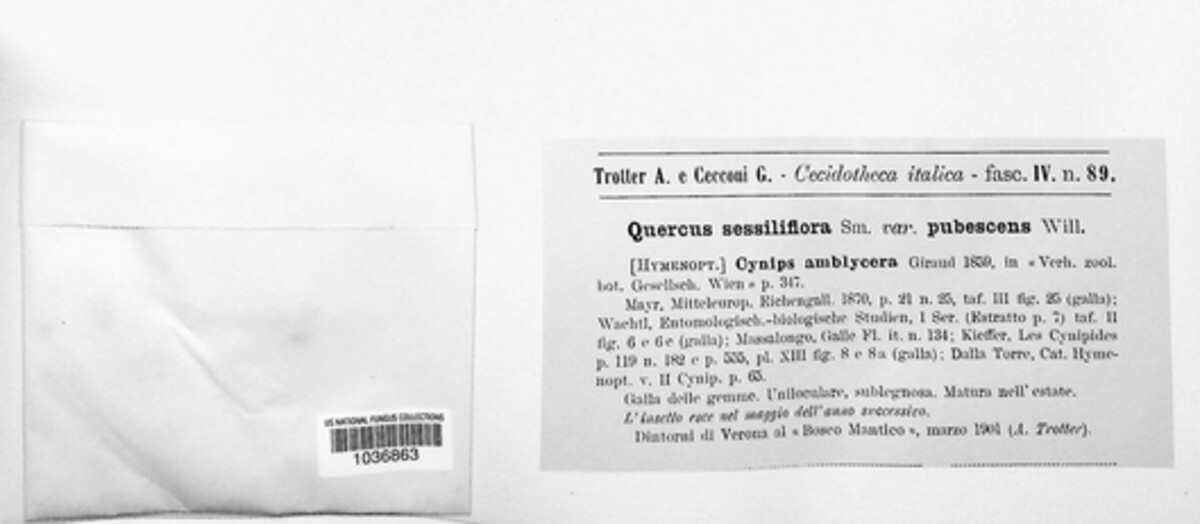 Trotter A. e Cecconi G. - Cecidotheca italica - fasc. IV. n. 89.
Quercus sessiliflora Sm. var. pubescens Will.
[HYMENOPT.] Cynips amblycera Giraud 1859, in « Verh. zool.
bot. Gesellsch. Wien » p. 347.
Mayr, Mitteleurop. Eichengall. 1870, p. 21 n. 25, taf. III fig. 25 (galla);
Wachtl, Entomologisch.-biologische Studien, I Ser. (Estratto p. 7) taf. II
fig. 6 e 6e (galla); Massalongo, Galle Fl. it. n. 134; Kieffer, Les Cynipides
p. 119 n. 182 e p. 555, pl. XIII fig. 8 e 8a (galla); Dalla Torre, Cat. Hyme-
nopt. v. II Cynip. p. 65.
Galla delle gemme. Uniloculare, sublegnosa. Matura nell' estate.
L' insetto esce nel maggio dell' anno successivo.
Dintorni di Verona al « Bosco Mantico », marzo 1901 (A. Trotter).
US NATIONAL FUNGUS COLLECTIONS
1036863